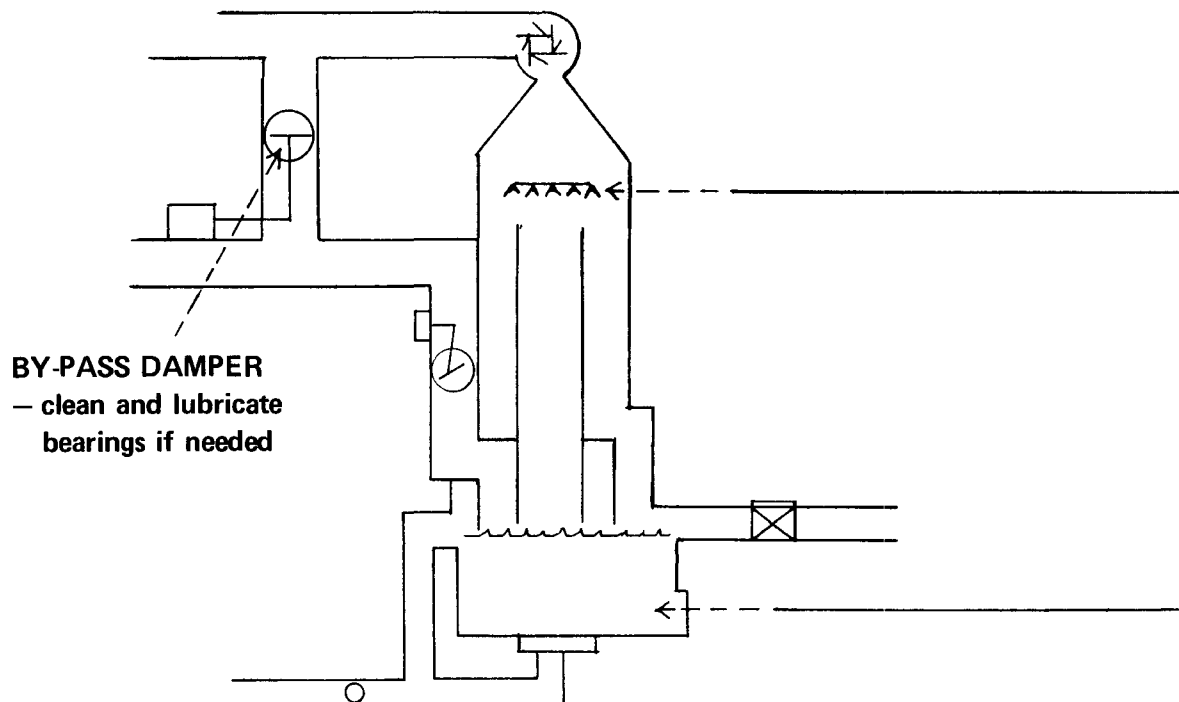 BY-PASS DAMPER
— clean and lubricate
bearings if needed